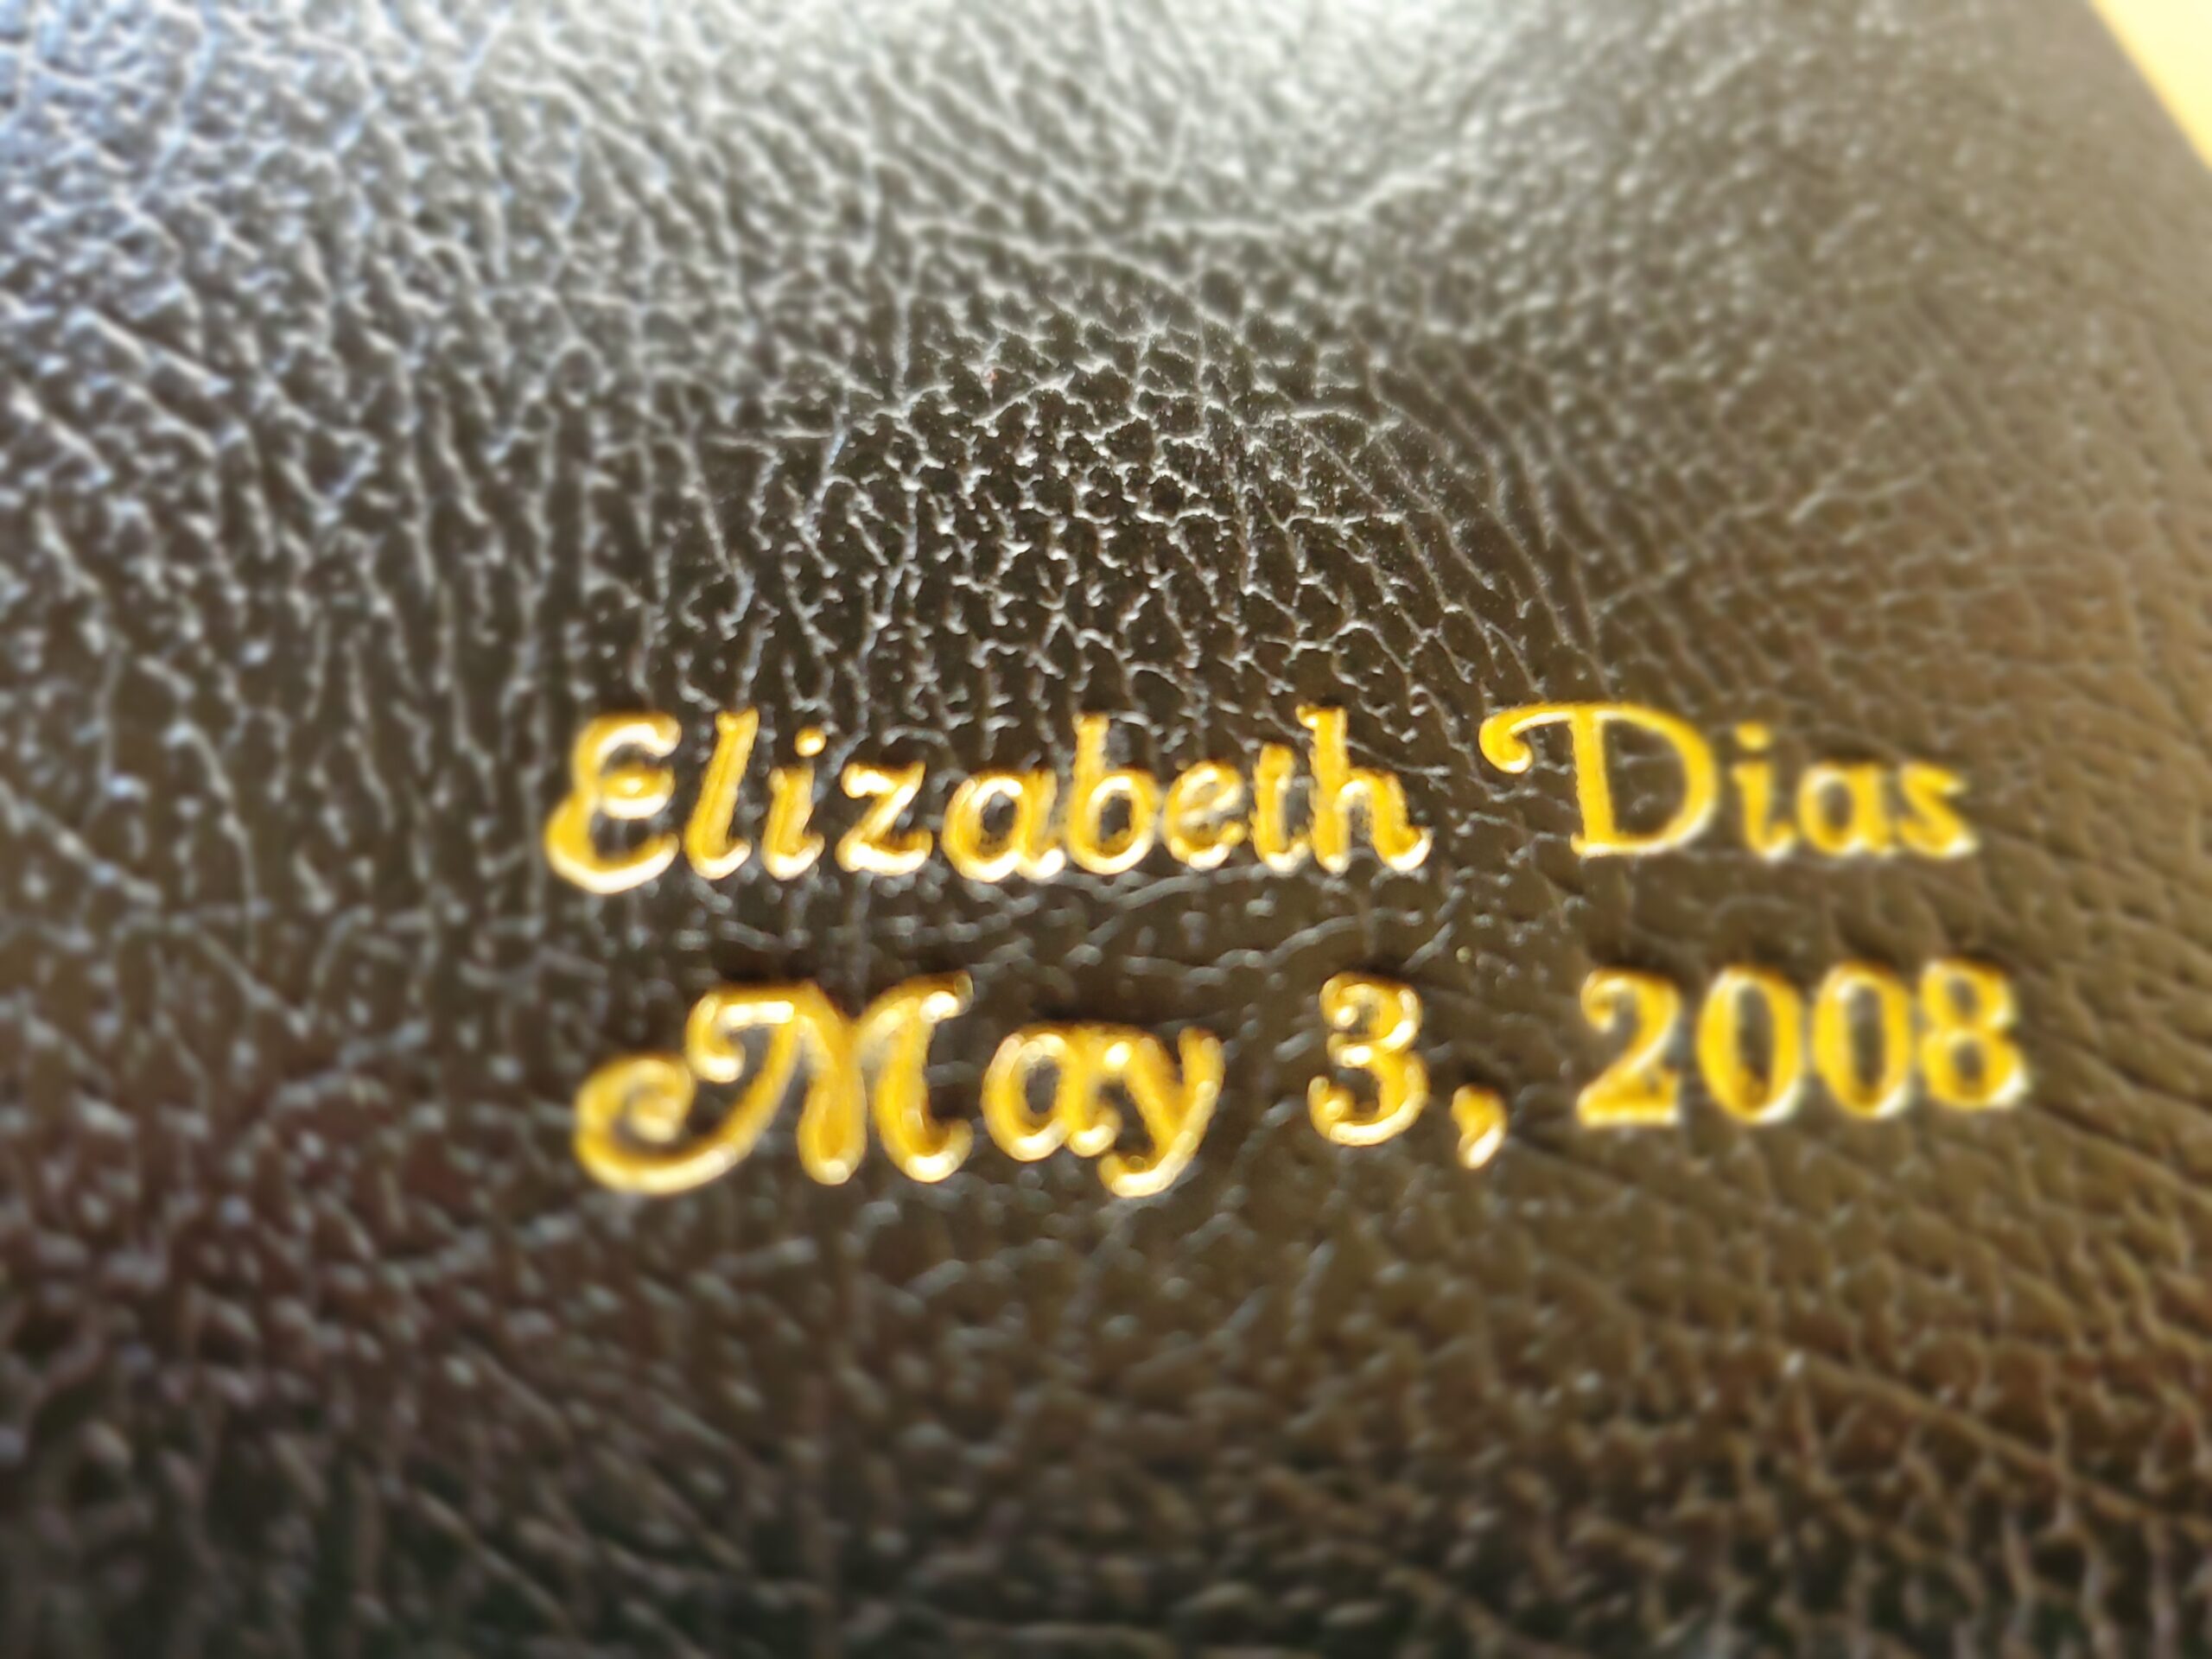 Elizabeth Dias
May 3, 2008